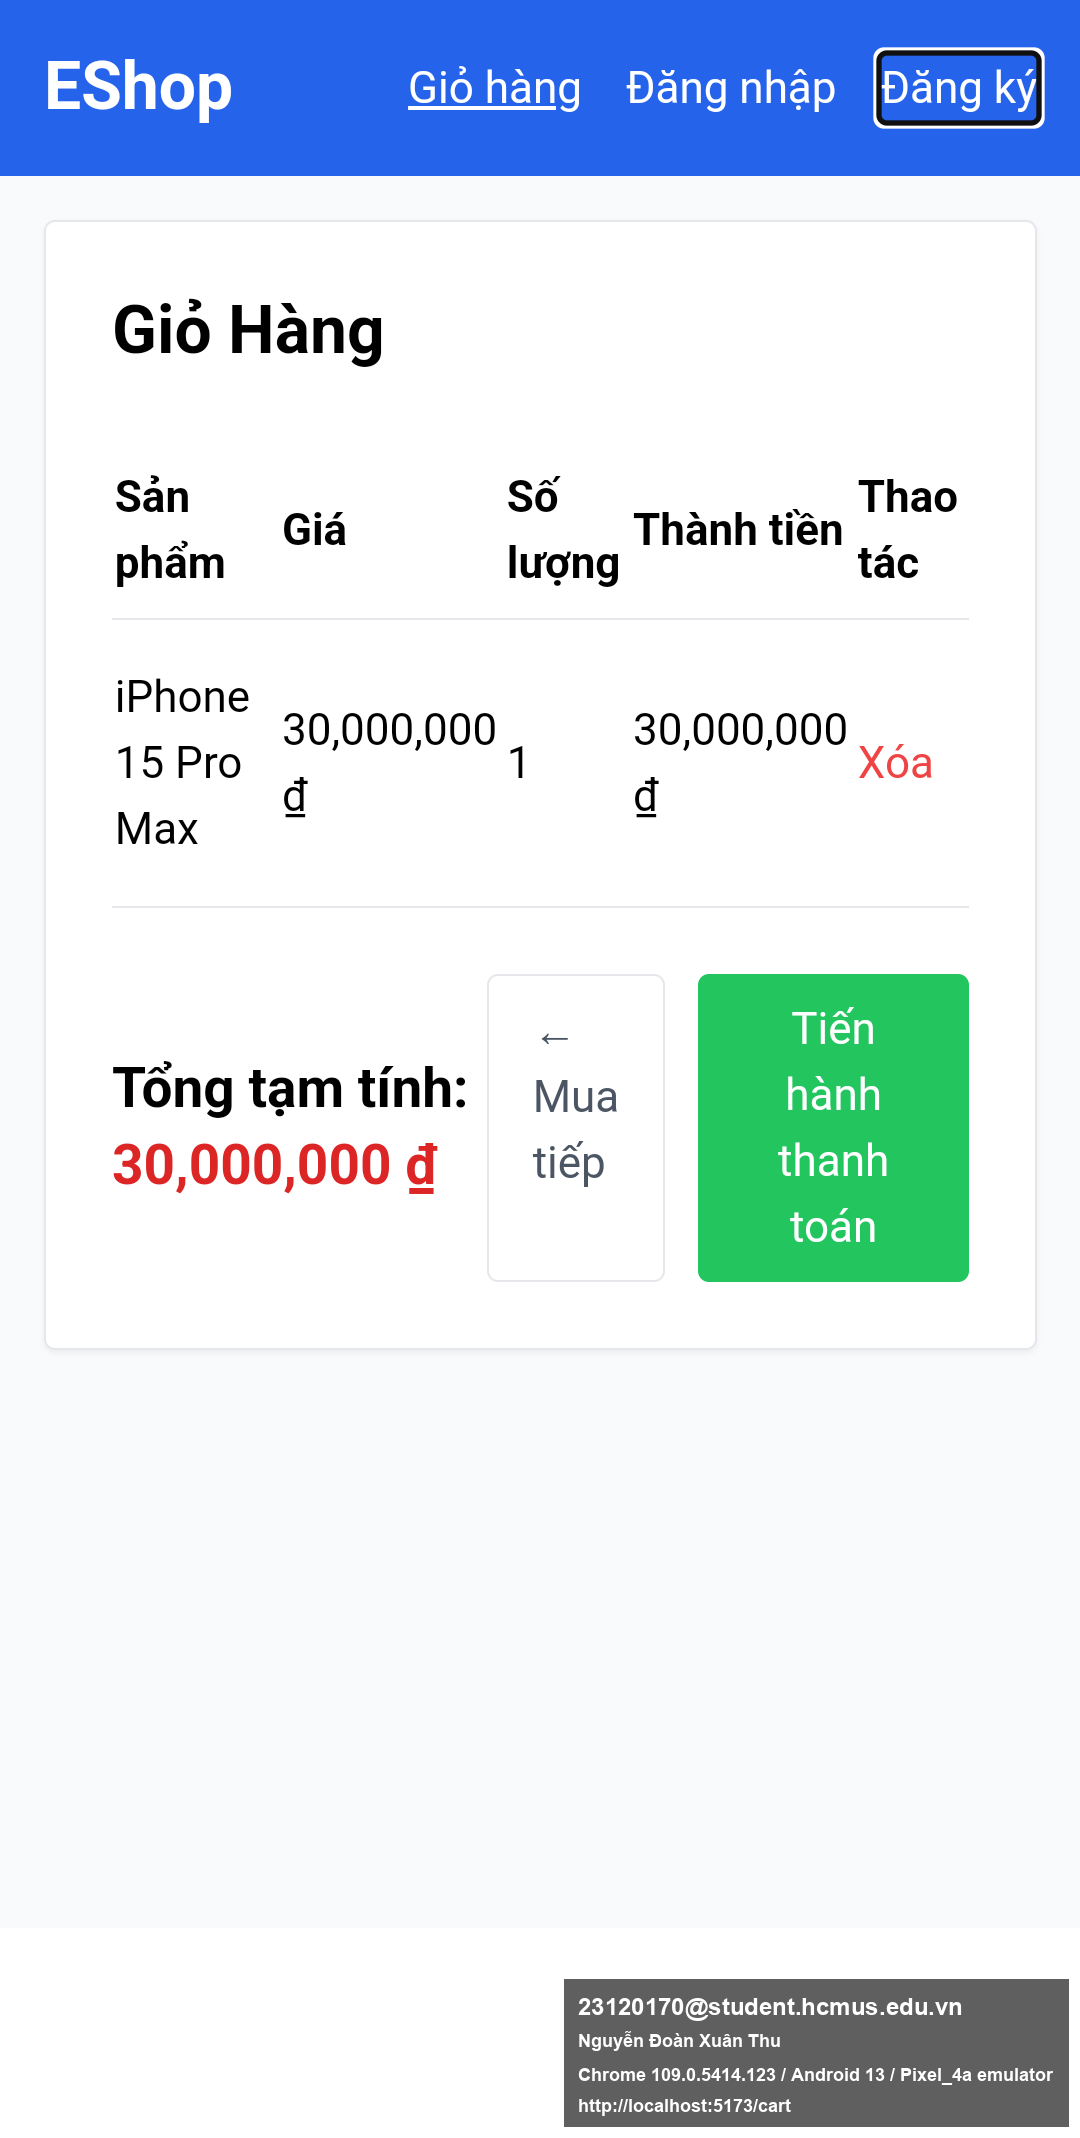 EShop Giỏ hàng Đăng nhập Đăng ký
Giỏ Hàng
Sản phẩm Giá Số lượng Thành tiền Thao tác
iPhone 15 Pro Max 30,000,000 ₫ 1 30,000,000 ₫ Xóa
Tổng tạm tính:
30,000,000 ₫
←
Mua
tiếp
Tiến
hành
thanh
toán
23120170@student.hcmus.edu.vn
Nguyễn Đoàn Xuân Thu
Chrome 109.0.5414.123 / Android 13 / Pixel_4a emulator
http://localhost:5173/cart